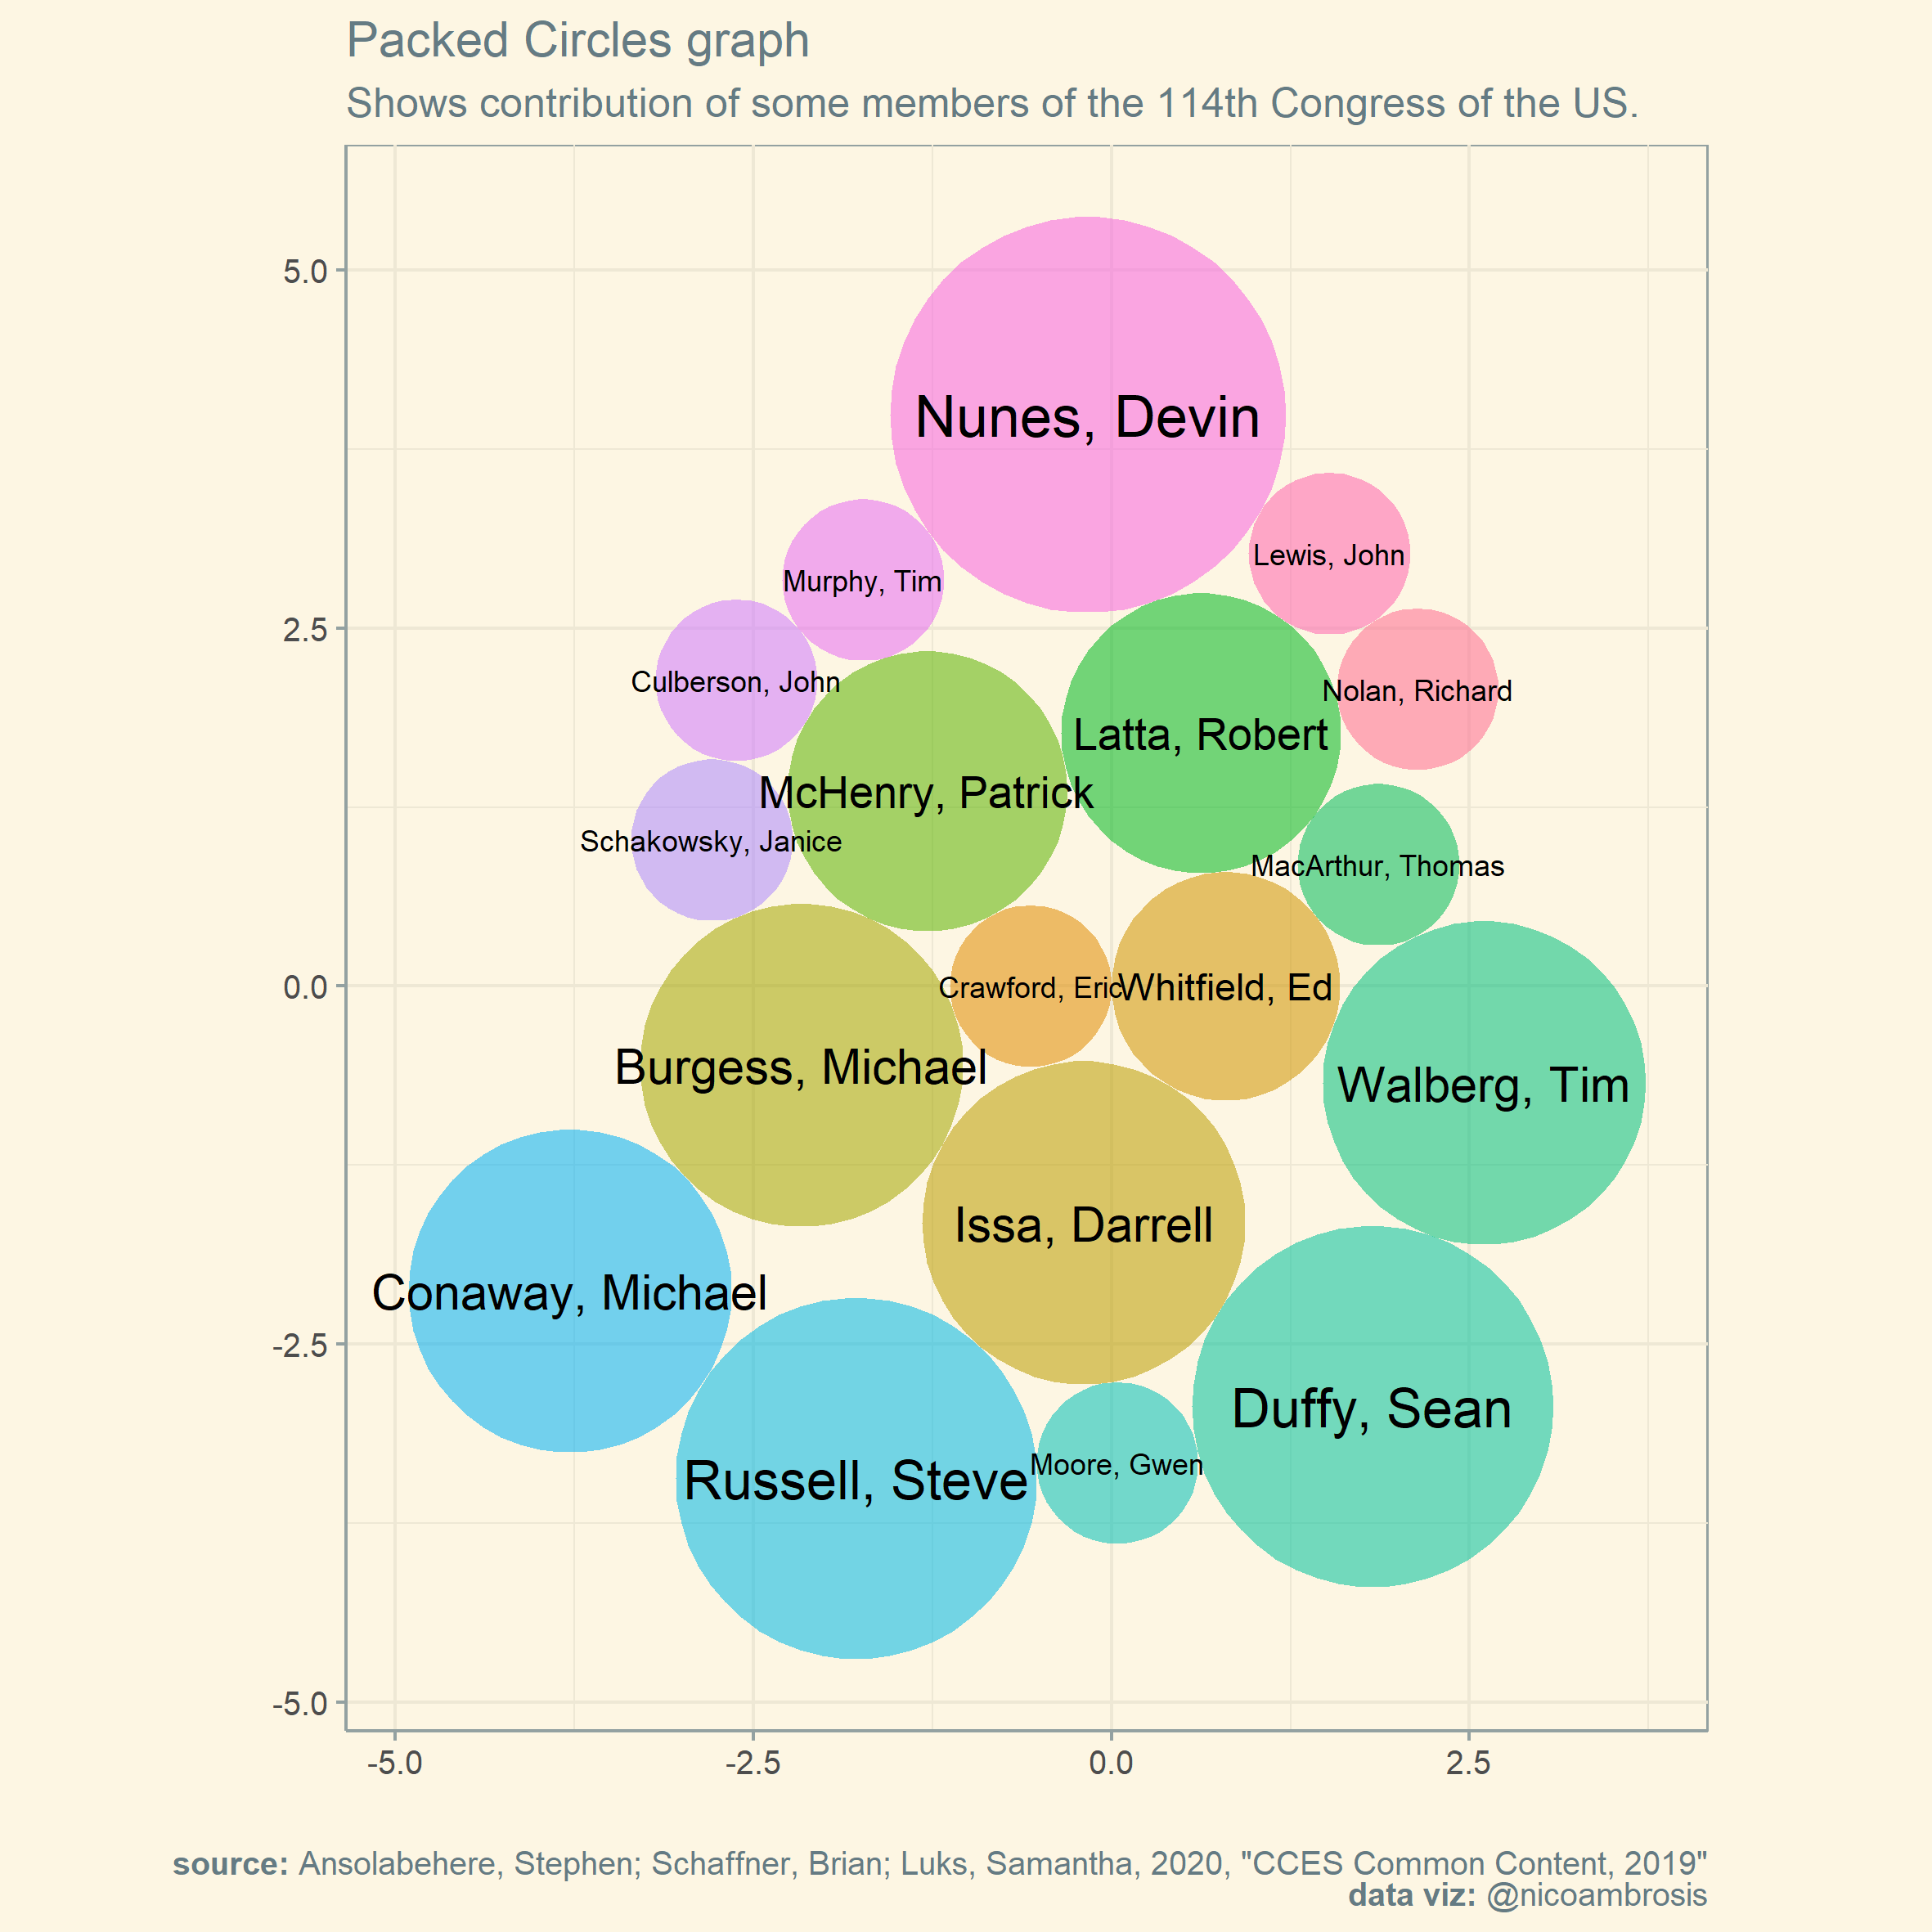 Packed Circles graph
Shows contribution of some members of the 114th Congress of the US.
5.0
2.5
0.0
-2.5
-5.0
Nunes, Devin
Lewis, John
Murphy, Tim
Culberson, John
Nolan, Richard
Latta, Robert
McHenry, Patrick
Schakowsky, Janice
MacArthur, Thomas
Crawford, Eric
Whitfield, Ed
Burgess, Michael
Walberg, Tim
Issa, Darrell
Conaway, Michael
Duffy, Sean
Moore, Gwen
Russell, Steve
-5.0
-2.5
0.0
2.5
source: Ansolabehere, Stephen; Schaffner, Brian; Luks, Samantha, 2020, "CCES Common Content, 2019"
data viz: @nicoambrosis